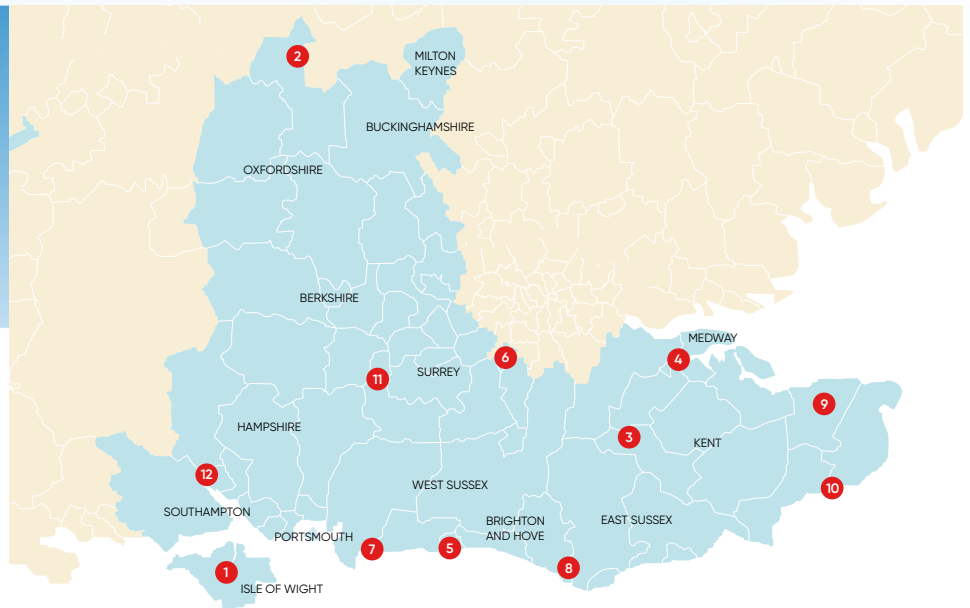 2
MILTON
KEYNES
BUCKINGHAMSHIRE
OXFORDSHIRE
BERKSHIRE
MEDWAY
6
4
SURREY
11
9
HAMPSHIRE
3
KENT
12
WEST SUSSEX
10
SOUTHAMPTON
BRIGHTON
AND HOVE
EAST SUSSEX
PORTSMOUTH
7
5
8
1
ISLE OF WIGHT